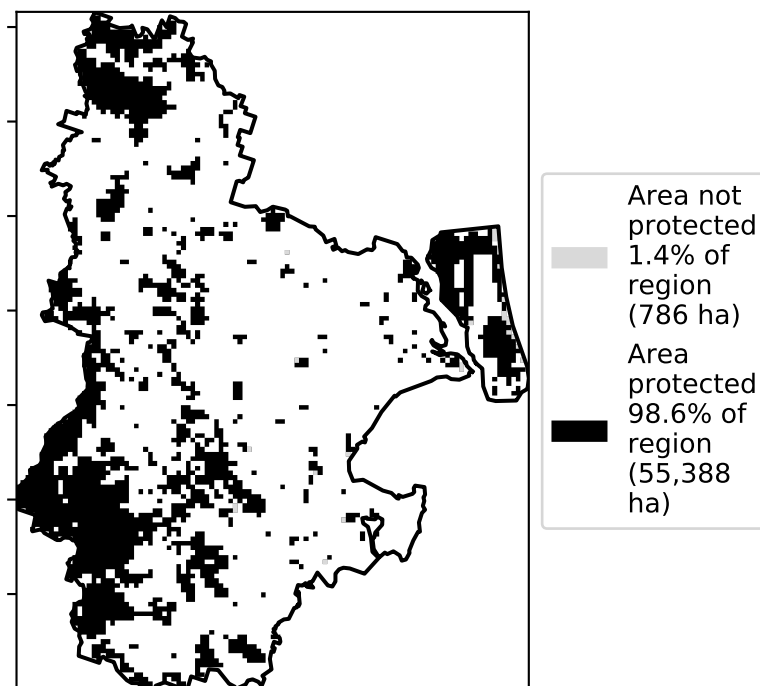 Area not
protected
1.4% of
region
(786 ha)
Area
protected
98.6% of
region
(55,388
ha)